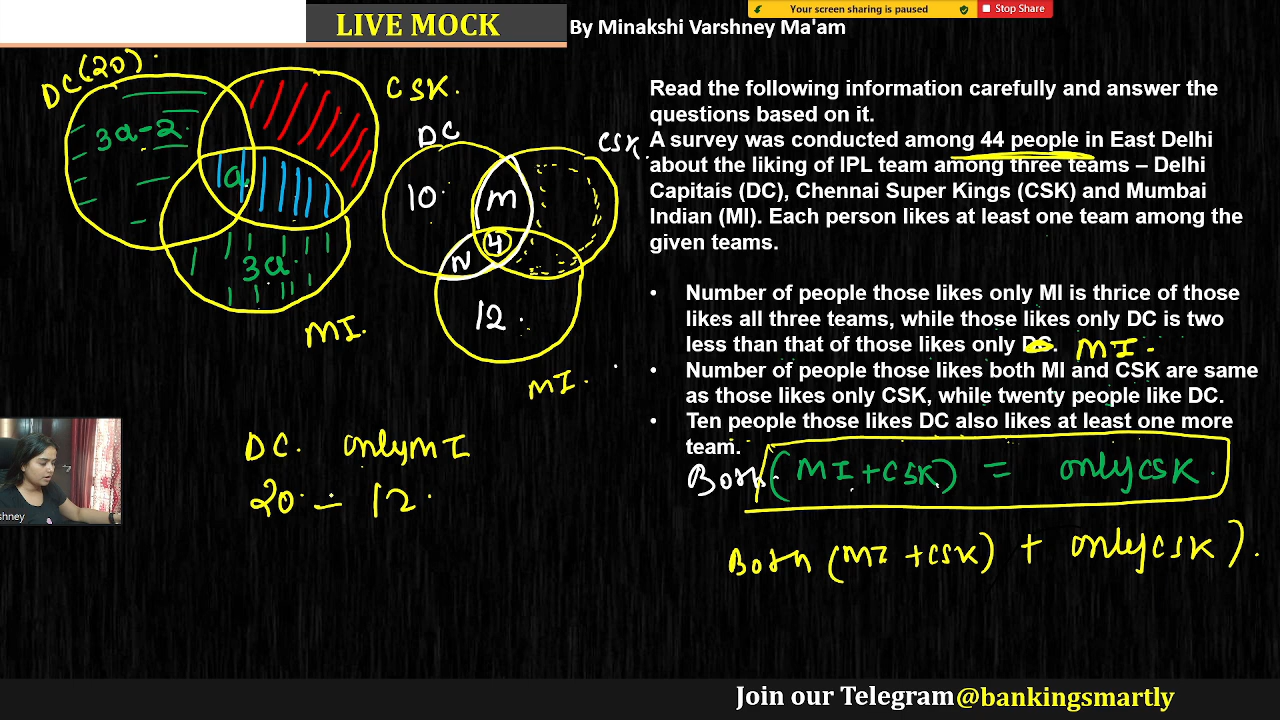 Your screen sharing is paused
Stop Share
LIVE MOCK
By Minakshi Varshney Ma'am
DC(20)
CSK.
3a-2
a
3a
MI.
DC
CSK
10
m
4
N
12
MI.
Read the following information carefully and answer the
questions based on it.
A survey was conducted among 44 people in East Delhi
about the liking of IPL team among three teams – Delhi
Capitais (DC), Chennai Super Kings (CSK) and Mumbai
Indian (MI). Each person likes at least one team among the
given teams.
• Number of people those likes only MI is thrice of those
likes all three teams, while those likes only DC is two
less than that of those likes only DC. MI.
• Number of people those likes both MI and CSK are same
as those likes only CSK, while twenty people like DC.
• Ten people those likes DC also likes at least one more
team.
Both (MI+CSK) = only CSK.
Both (MI +CSK) + only CSK).
DC. only MI
20 - 12
shney
Join our Telegram@bankingsmartly